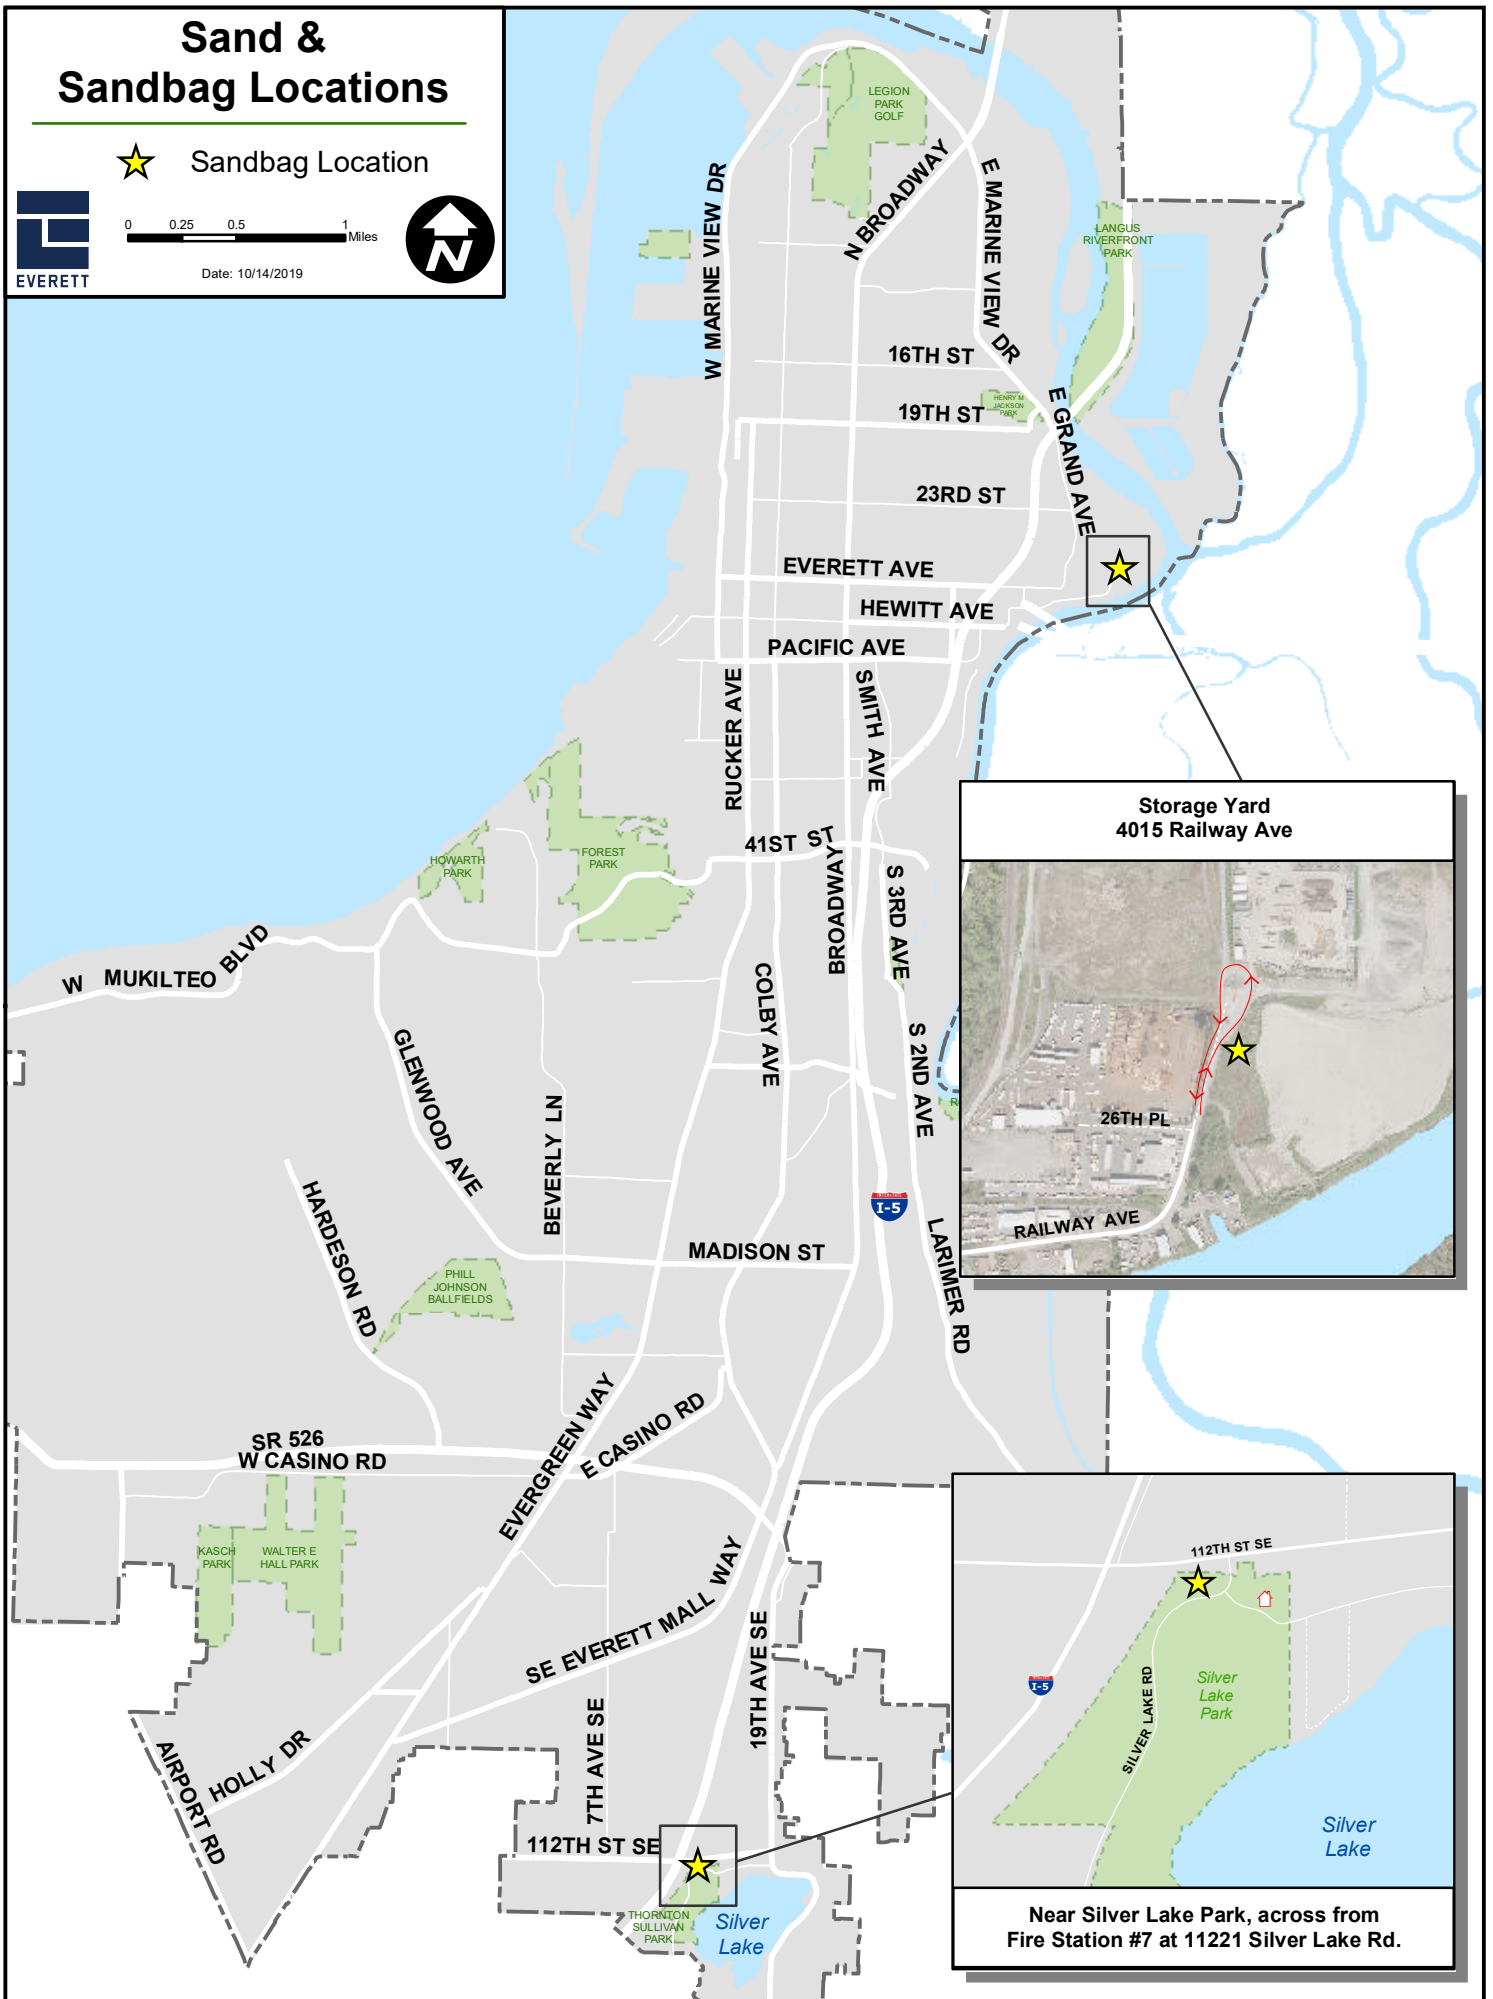 Sand &
Sandbag Locations
Sandbag Location
0 0.25 0.5 1
Miles
Date: 10/14/2019
EVERETT
N
LEGION
PARK
GOLF
N BROADWAY
E MARINE VIEW DR
W MARINE VIEW DR
LANGUS
RIVERFRONT
PARK
16TH ST
HENRY M
JACKSON
PARK
19TH ST
E GRAND AVE
23RD ST
EVERETT AVE
HEWITT AVE
PACIFIC AVE
RUCKER AVE
SMITH AVE
41ST ST
BROADWAY
S 3RD AVE
HOWARTH
PARK
FOREST
PARK
W MUKILTEO BLVD
COLBY AVE
GLENWOOD AVE
S 2ND AVE
BEVERLY LN
HARDESON RD
I-5
LARIMER RD
MADISON ST
PHILL
JOHNSON
BALLFIELDS
EVERGREEN WAY
E CASINO RD
SR 526
W CASINO RD
KASCH
PARK
WALTER E
HALL PARK
SE EVERETT MALL WAY
19TH AVE SE
7TH AVE SE
HOLLY DR
AIRPORT RD
112TH ST SE
THORNTON
SULLIVAN
PARK
Silver
Lake
Storage Yard
4015 Railway Ave
26TH PL
RAILWAY AVE
112TH ST SE
I-5
SILVER LAKE RD
Silver
Lake
Park
Silver
Lake
Near Silver Lake Park, across from
Fire Station #7 at 11221 Silver Lake Rd.